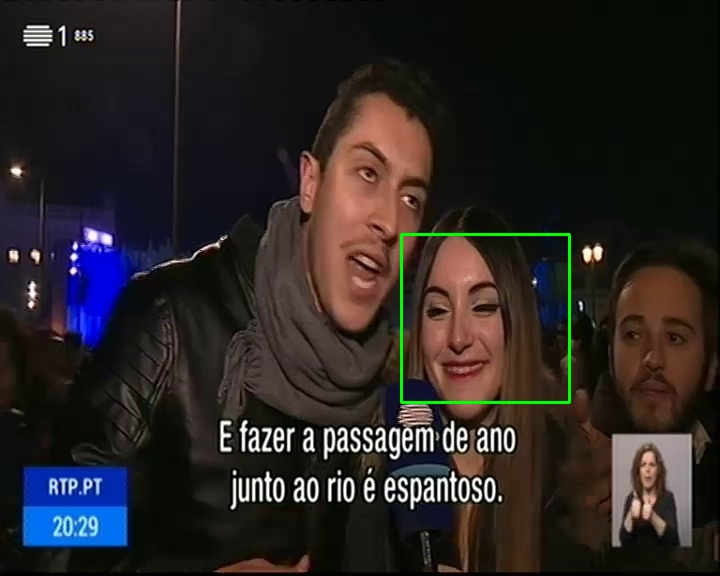 1 885
E fazer a passagem de ano
junto ao rio é espantoso.
RTP.PT
20:29